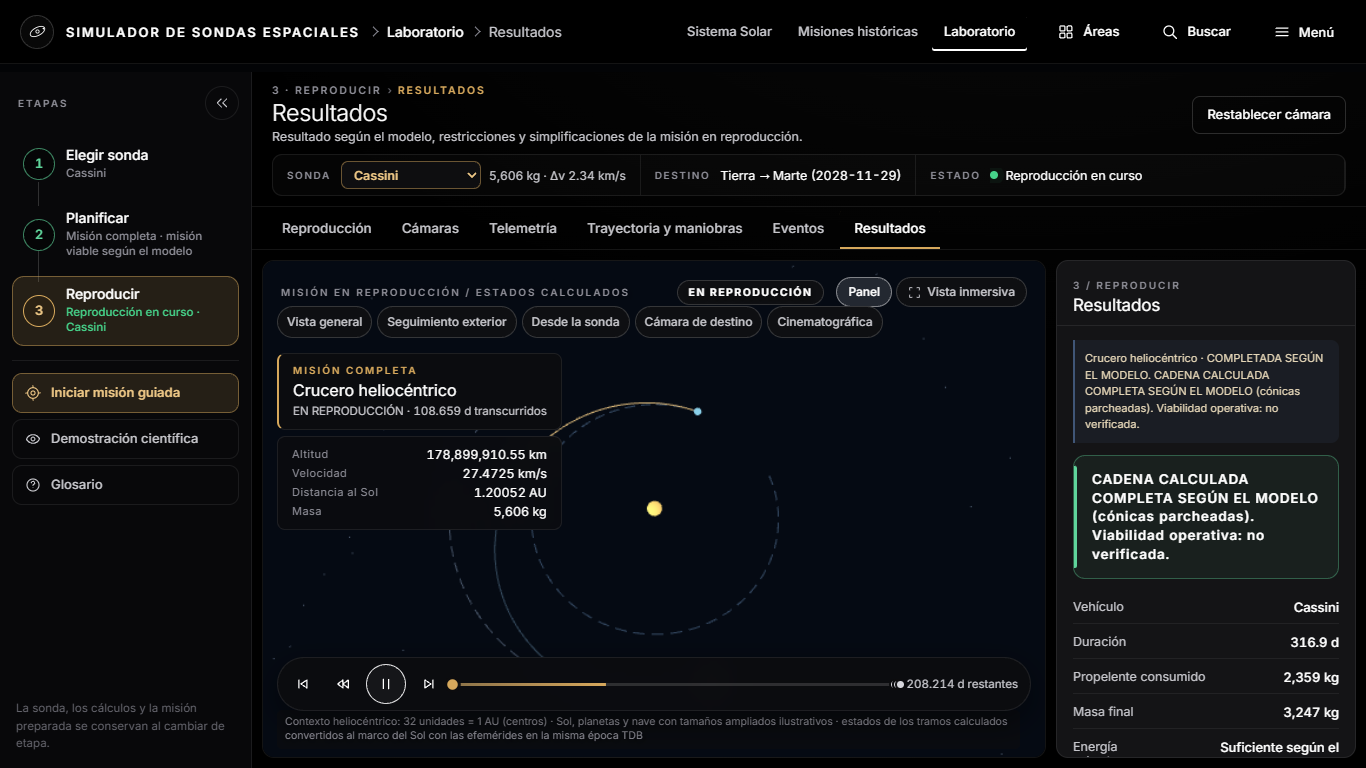 SIMULADOR DE SONDAS ESPACIALES > Laboratorio > Resultados
Sistema Solar Misiones históricas Laboratorio Áreas Buscar Menú
ETAPAS
1 Elegir sonda
Cassini
2 Planificar
Misión completa · misión
viable según el modelo
3 Reproducir
Reproducción en curso ·
Cassini
Iniciar misión guiada
Demostración científica
Glosario
La sonda, los cálculos y la misión
preparada se conservan al cambiar de
etapa.
3 · REPRODUCIR › RESULTADOS
Resultados
Resultado según el modelo, restricciones y simplificaciones de la misión en reproducción.
Restablecer cámara
SONDA Cassini 5,606 kg · Δv 2.34 km/s DESTINO Tierra → Marte (2028-11-29) ESTADO Reproducción en curso
Reproducción Cámaras Telemetría Trayectoria y maniobras Eventos Resultados
MISIÓN EN REPRODUCCIÓN / ESTADOS CALCULADOS EN REPRODUCCIÓN Panel Vista inmersiva
Vista general Seguimiento exterior Desde la sonda Cámara de destino Cinematográfica
MISIÓN COMPLETA
Crucero heliocéntrico
EN REPRODUCCIÓN · 108.659 d transcurridos
Altitud 178,899,910.55 km
Velocidad 27.4725 km/s
Distancia al Sol 1.20052 AU
Masa 5,606 kg
208.214 d restantes
Contexto heliocéntrico: 32 unidades = 1 AU (centros) · Sol, planetas y nave con tamaños ampliados ilustrativos · estados de los tramos calculados
convertidos al marco del Sol con las efemérides en la misma época TDB
3 / REPRODUCIR
Resultados
Crucero heliocéntrico · COMPLETADA SEGÚN
EL MODELO. CADENA CALCULADA
COMPLETA SEGÚN EL MODELO (cónicas
parcheadas). Viabilidad operativa: no
verificada.
CADENA CALCULADA
COMPLETA SEGÚN EL MODELO
(cónicas parcheadas).
Viabilidad operativa: no
verificada.
Vehículo Cassini
Duración 316.9 d
Propelente consumido 2,359 kg
Masa final 3,247 kg
Energía Suficiente según el